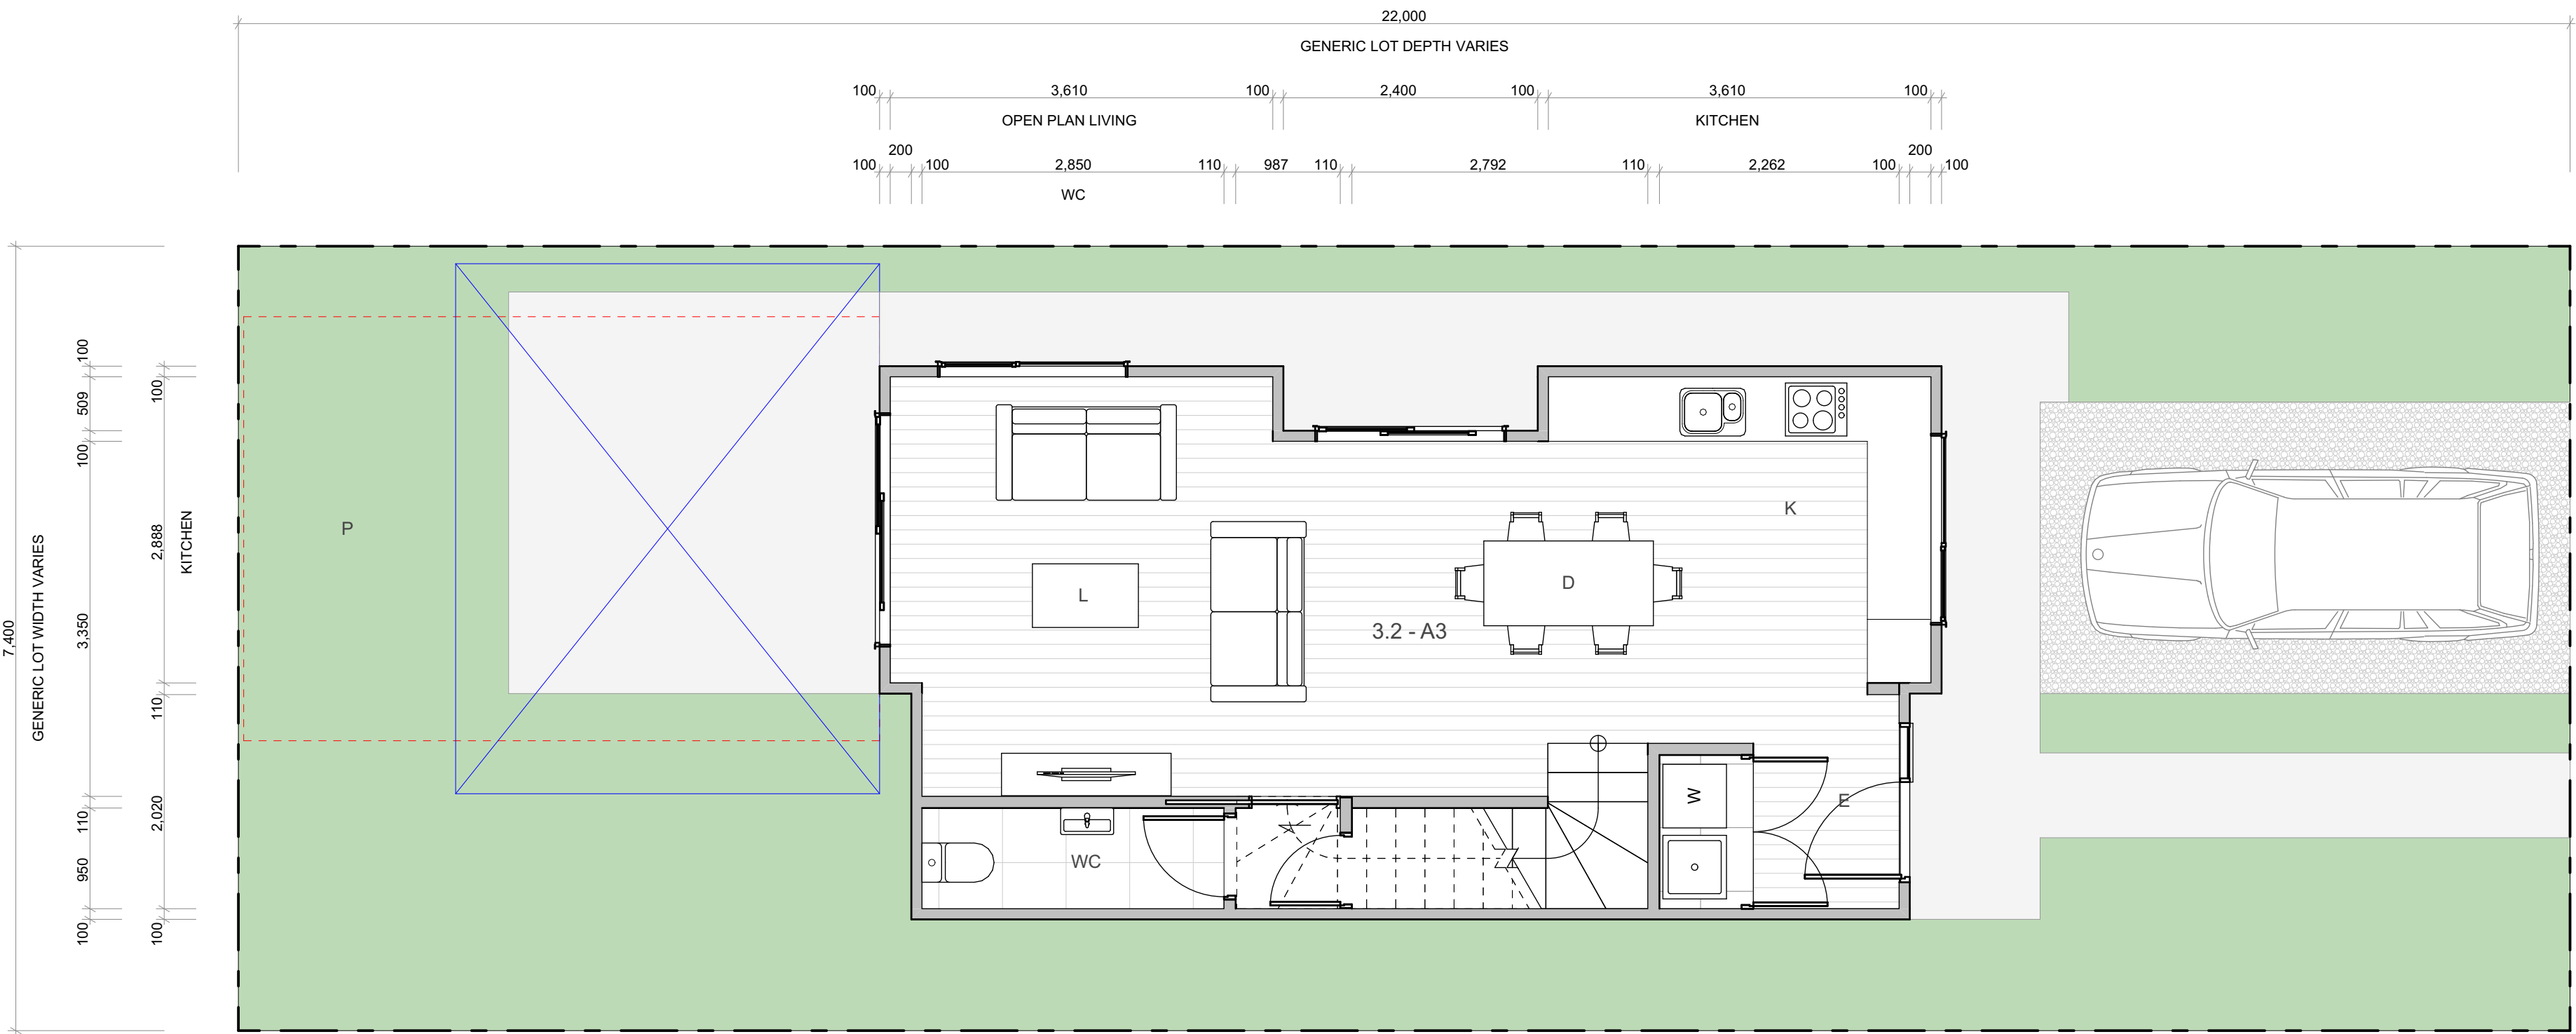 22,000
GENERIC LOT DEPTH VARIES
100 3,610 100 2,400 100 3,610 100
OPEN PLAN LIVING KITCHEN
200 200
100 100 2,850 110 987 110 2,792 110 2,262 100 100
WC
7,400
GENERIC LOT WIDTH VARIES
100 509 100 3,350 110 950 100
100 2,888 110 2,020 100
KITCHEN
P
K
L
D
3.2 - A3
W
E
WC